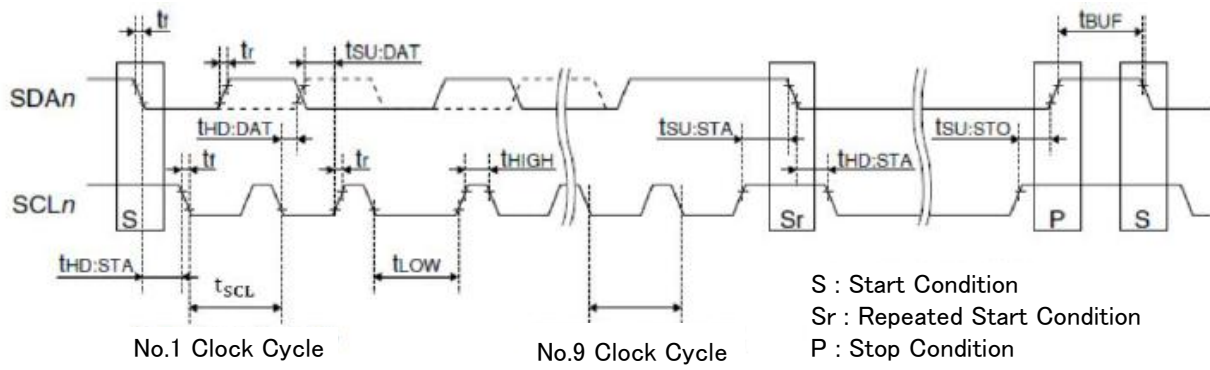 tf
tr
tSU:DAT
tBUF
SDAn
tHD:DAT
tSU:STA
tSU:STO
tf
tr
tHIGH
tHD:STA
SCLn
S
Sr
P
S
tHD:STA
tSCL
tLOW
S : Start Condition
Sr : Repeated Start Condition
No.1 Clock Cycle
No.9 Clock Cycle
P : Stop Condition